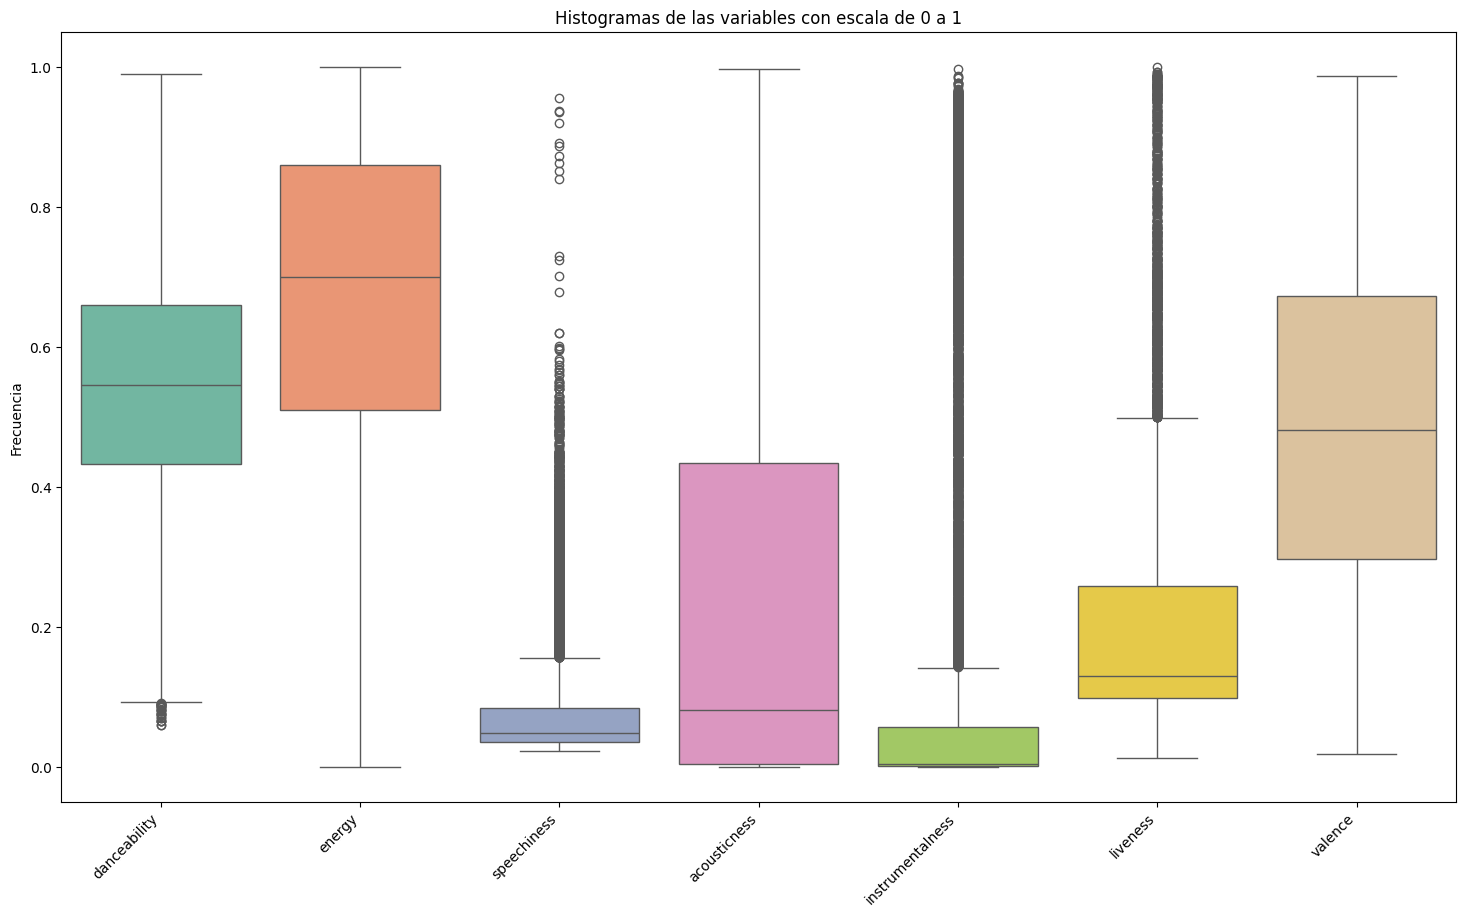 Histogramas de las variables con escala de 0 a 1
Frecuencia
1.0
0.8
0.6
0.4
0.2
0.0
danceability
energy
speechiness
acousticness
instrumentalness
liveness
valence